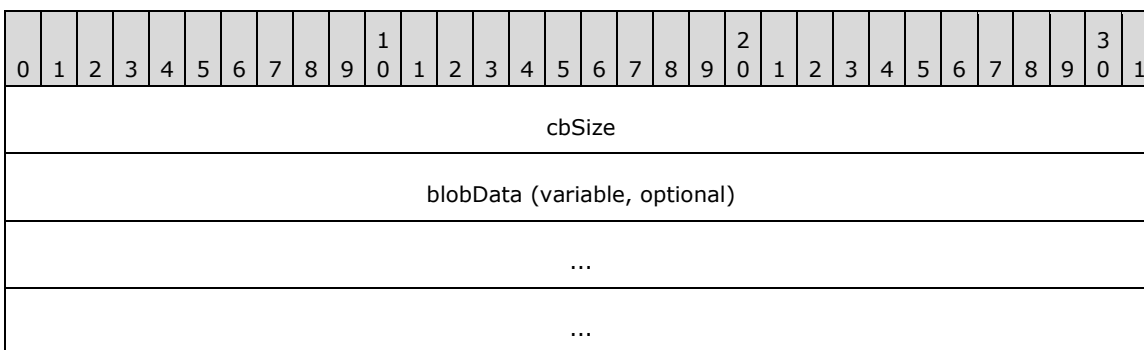 1 2 3
0 1 2 3 4 5 6 7 8 9 0 1 2 3 4 5 6 7 8 9 0 1 2 3 4 5 6 7 8 9 0 1
cbSize
blobData (variable, optional)
...
...